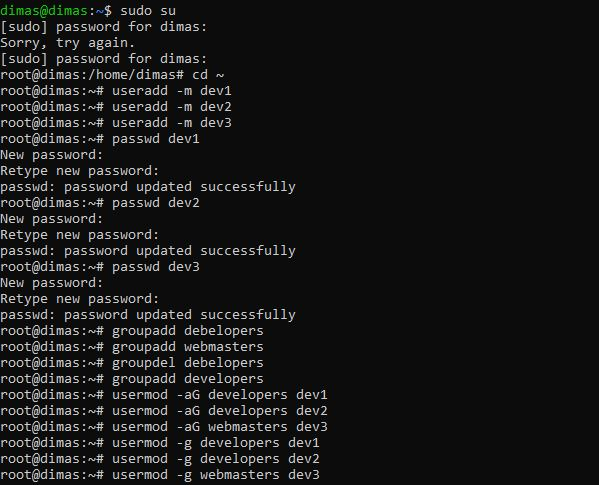 dimas@dimas:~$ sudo su
[sudo] password for dimas:
Sorry, try again.
[sudo] password for dimas:
root@dimas:/home/dimas# cd ~
root@dimas:~# useradd -m dev1
root@dimas:~# useradd -m dev2
root@dimas:~# useradd -m dev3
root@dimas:~# passwd dev1
New password:
Retype new password:
passwd: password updated successfully
root@dimas:~# passwd dev2
New password:
Retype new password:
passwd: password updated successfully
root@dimas:~# passwd dev3
New password:
Retype new password:
passwd: password updated successfully
root@dimas:~# groupadd debelopers
root@dimas:~# groupadd webmasters
root@dimas:~# groupdel debelopers
root@dimas:~# groupadd developers
root@dimas:~# usermod -aG developers dev1
root@dimas:~# usermod -aG developers dev2
root@dimas:~# usermod -aG webmasters dev3
root@dimas:~# usermod -g developers dev1
root@dimas:~# usermod -g developers dev2
root@dimas:~# usermod -g webmasters dev3